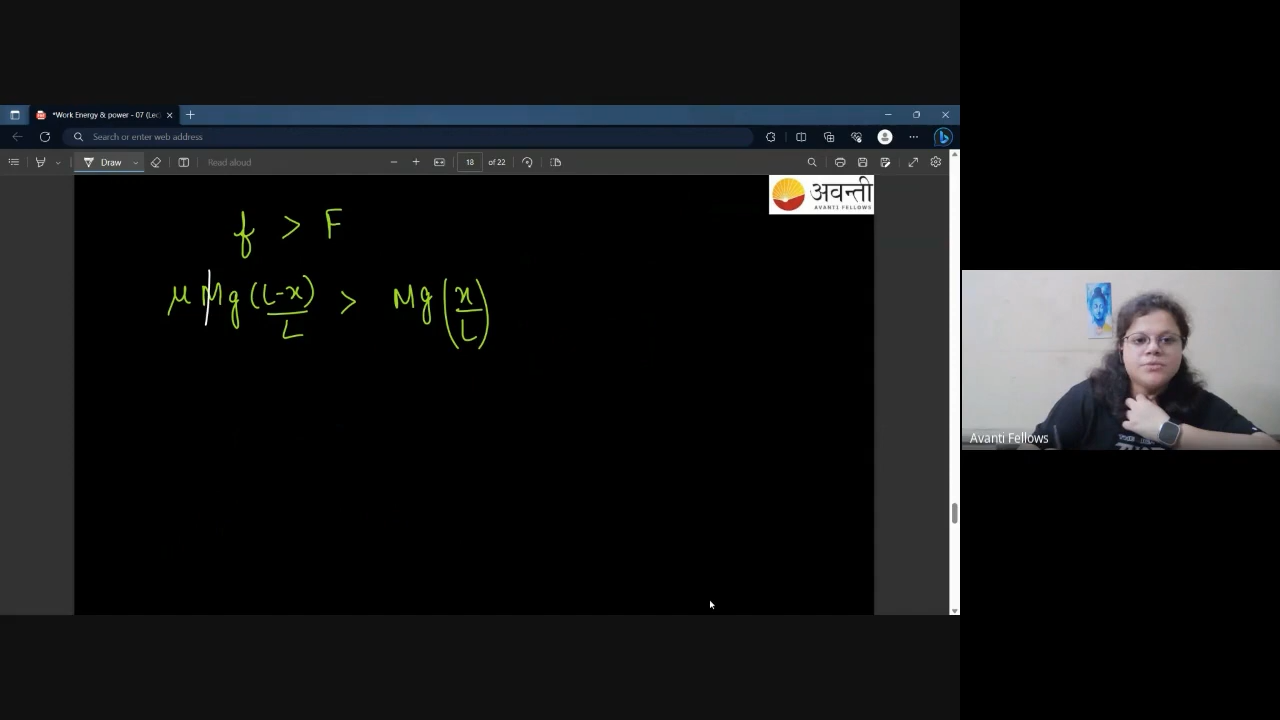 *Work Energy & power - 07 (Lec
Search or enter web address
Draw
Read aloud
18 of 22
अवन्ती
AVANTI FELLOWS
f > F
μ Mg (L-x)/L > Mg (x/L)
Avanti Fellows